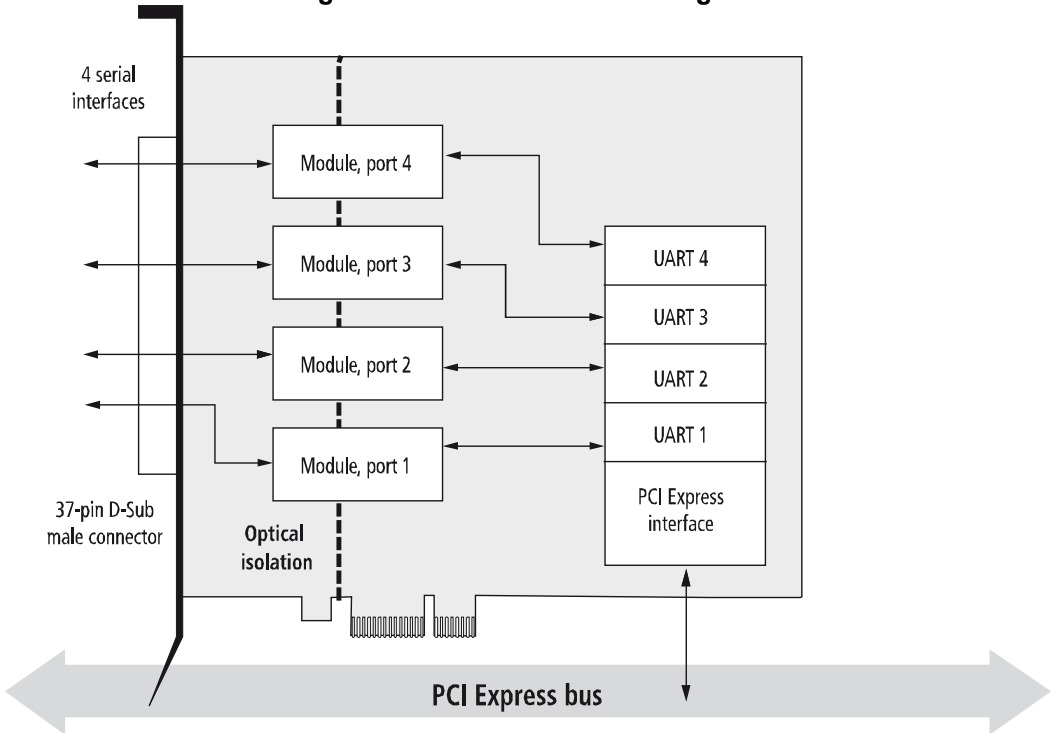 4 serial
interfaces
Module, port 4
Module, port 3
UART 4
UART 3
Module, port 2
UART 2
UART 1
Module, port 1
37-pin D-Sub
male connector
Optical
isolation
PCI Express
interface
PCI Express bus